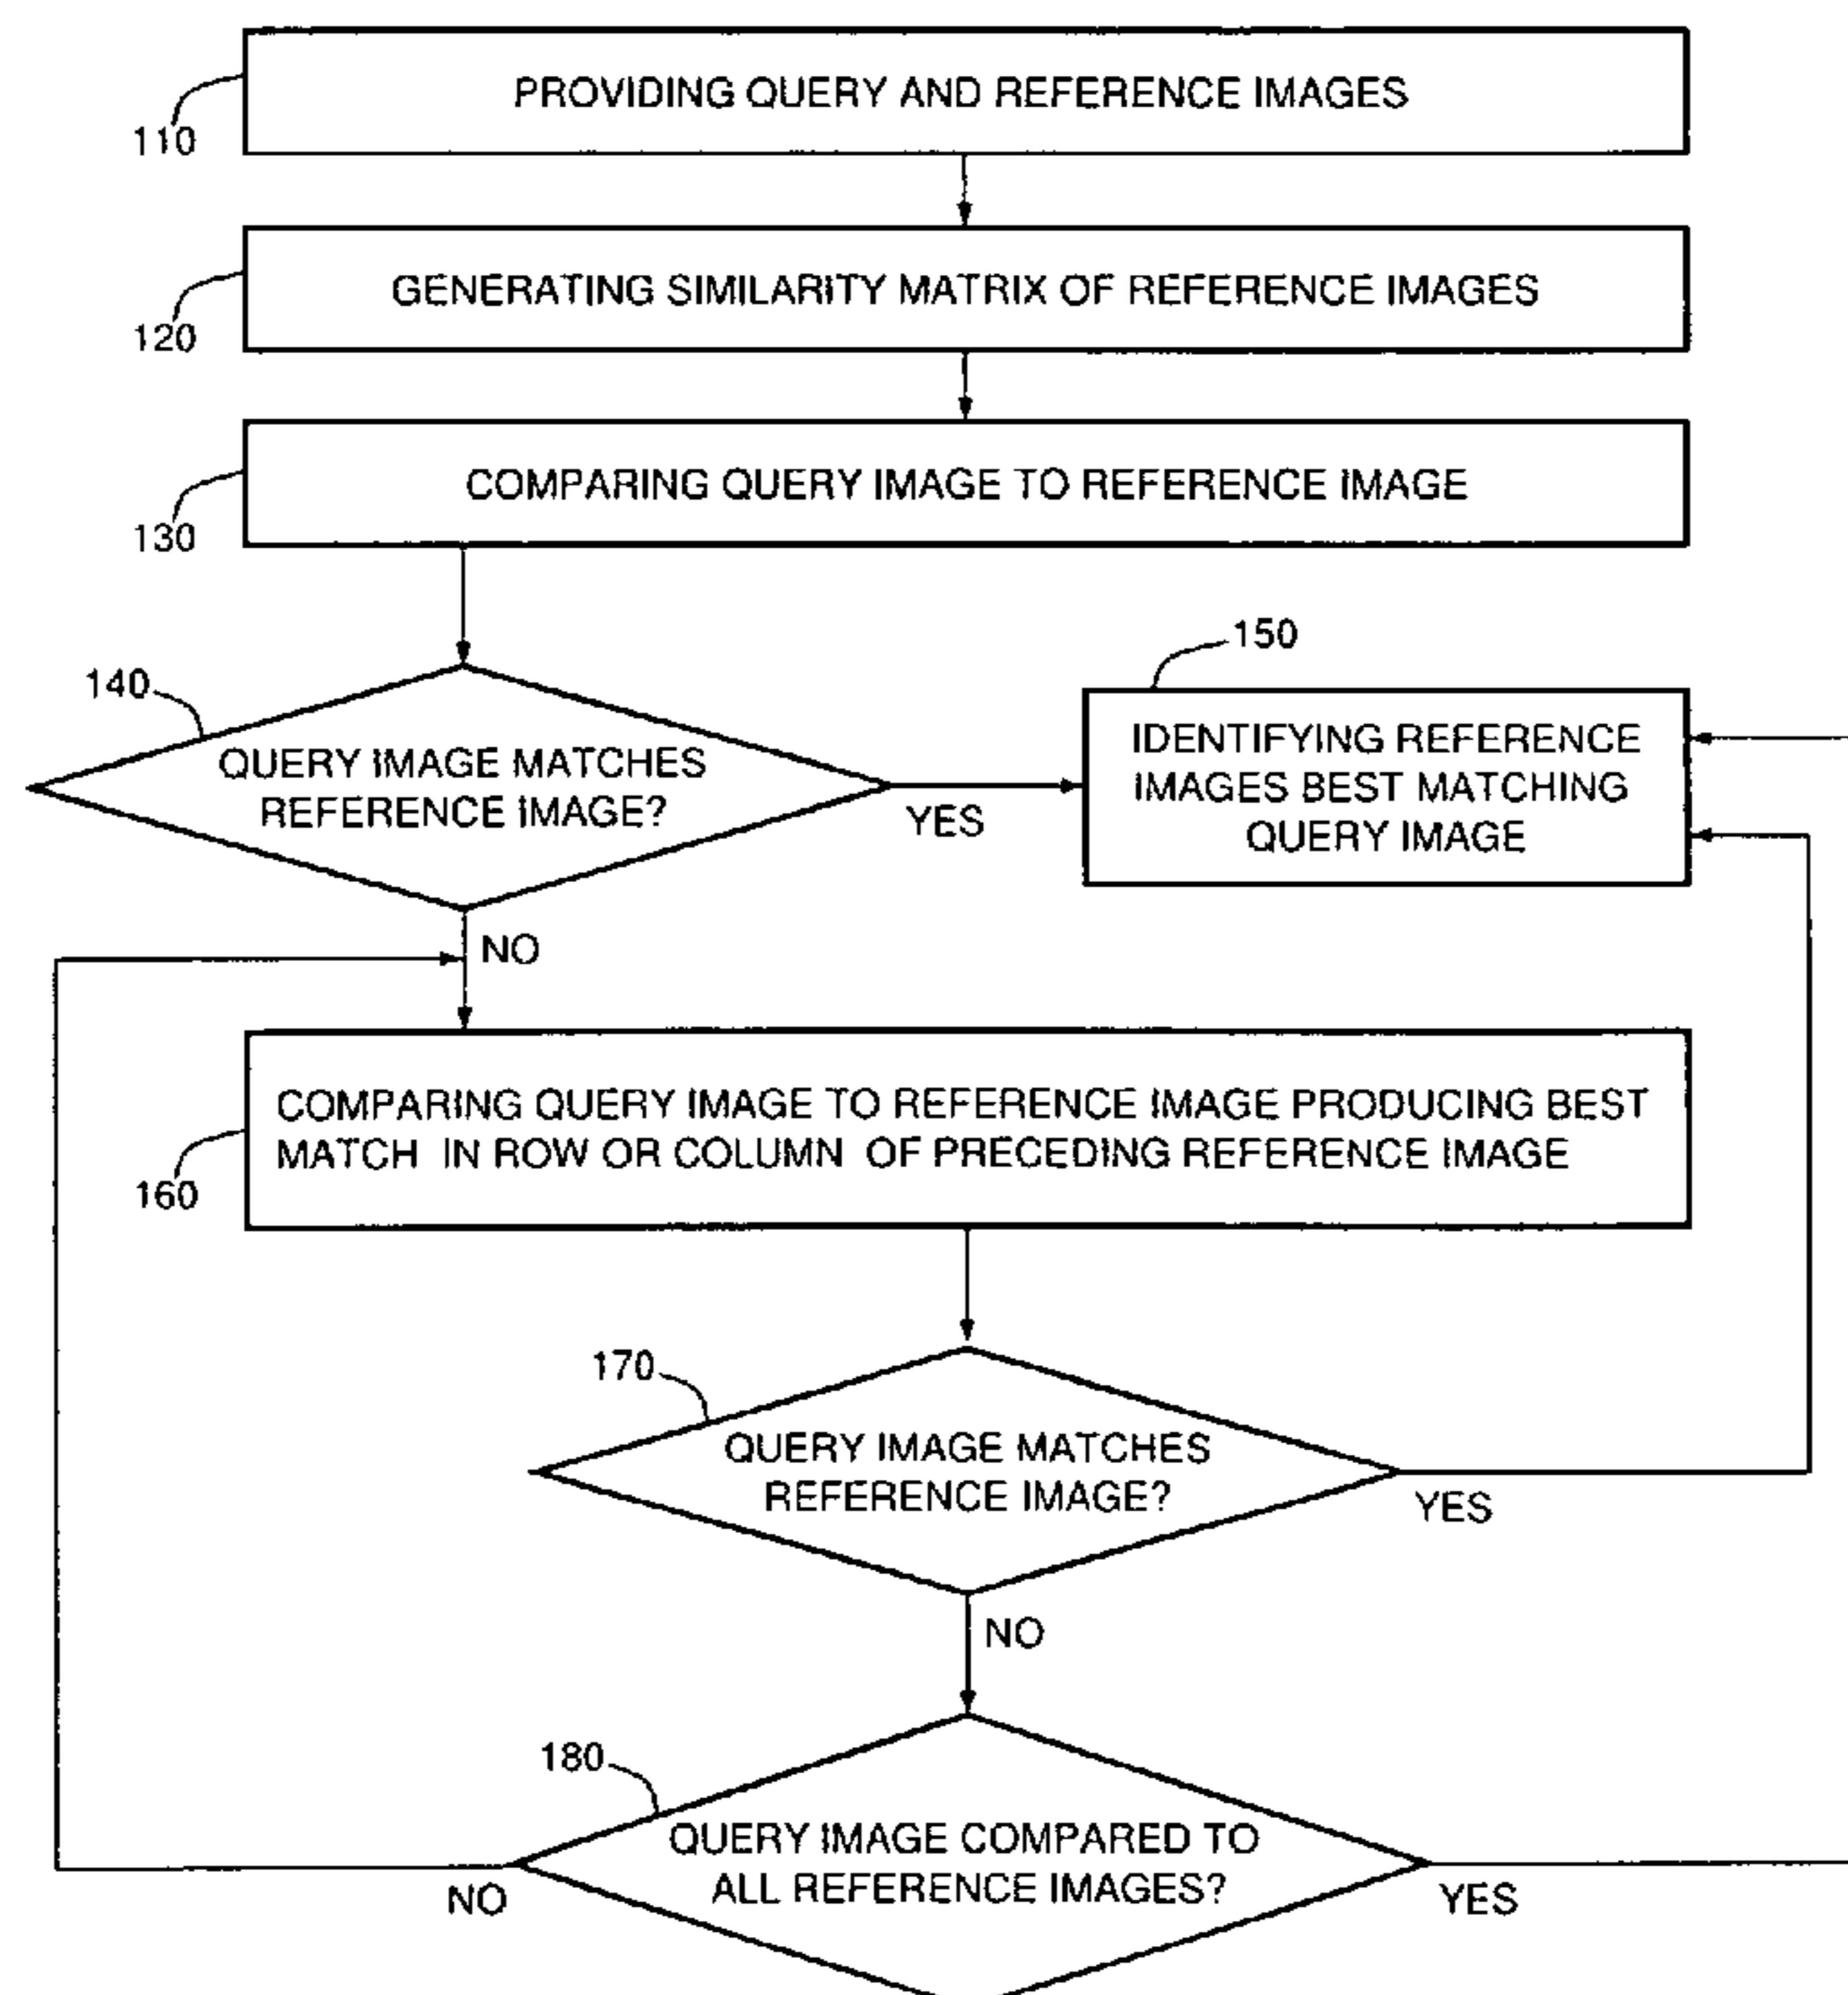 PROVIDING QUERY AND REFERENCE IMAGES
110
GENERATING SIMILARITY MATRIX OF REFERENCE IMAGES
120
COMPARING QUERY IMAGE TO REFERENCE IMAGE
130
150
140
QUERY IMAGE MATCHES
REFERENCE IMAGE?
YES
IDENTIFYING REFERENCE
IMAGES BEST MATCHING
QUERY IMAGE
NO
COMPARING QUERY IMAGE TO REFERENCE IMAGE PRODUCING BEST
MATCH IN ROW OR COLUMN OF PRECEDING REFERENCE IMAGE
160
170
QUERY IMAGE MATCHES
REFERENCE IMAGE?
YES
NO
180
QUERY IMAGE COMPARED TO
ALL REFERENCE IMAGES?
NO
YES